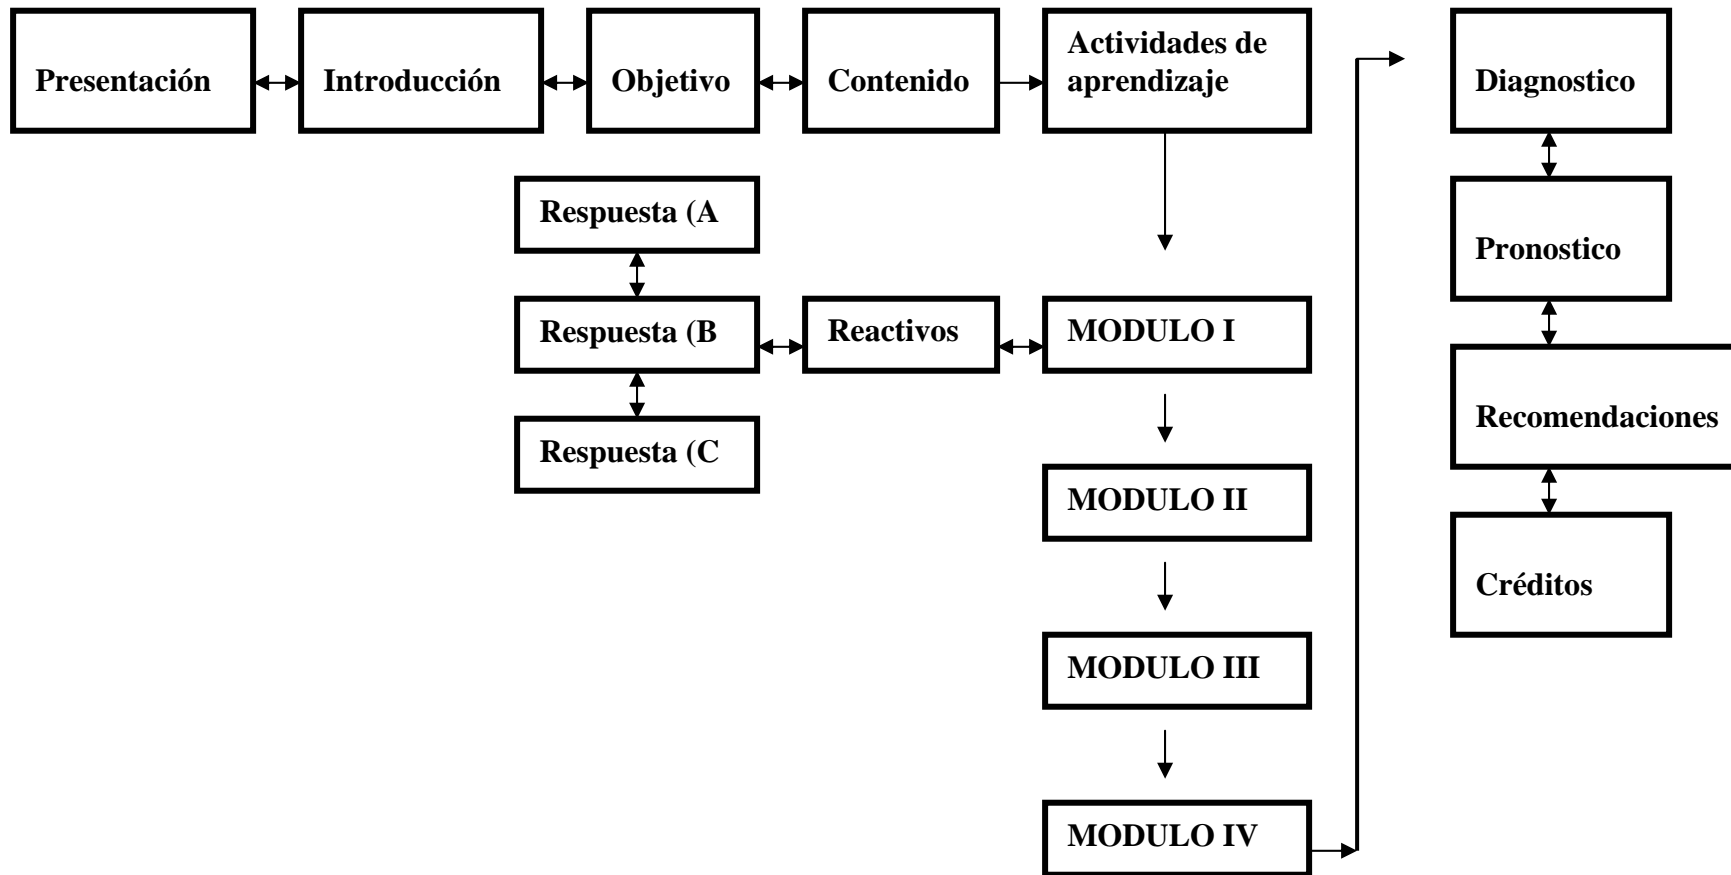 Presentación
Introducción
Objetivo
Contenido
Actividades de
aprendizaje
Diagnostico
Respuesta (A
Pronostico
Respuesta (B
Reactivos
MODULO I
Recomendaciones
Respuesta (C
MODULO II
Créditos
MODULO III
MODULO IV